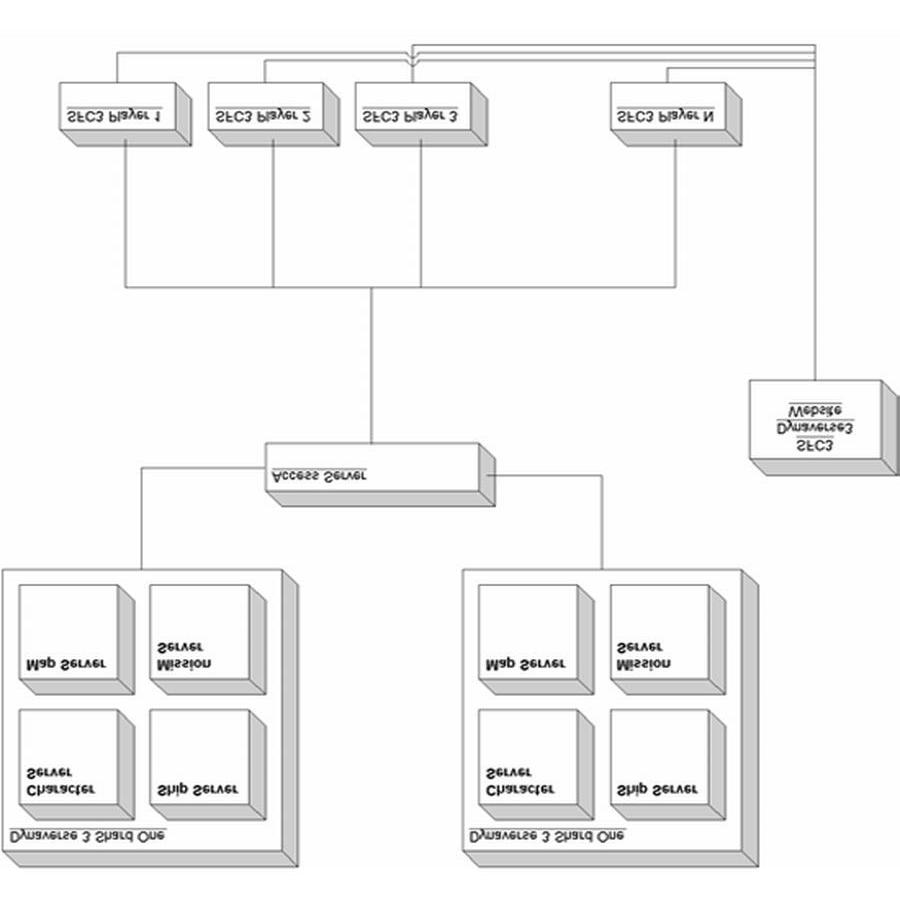 Dynaverse 3 Shard One
Character
Server
Ship Server
Map Server
Mission
Server
Dynaverse 3 Shard One
Character
Server
Ship Server
Map Server
Mission
Server
Access Server
SFC3
Dynaverse3
Website
SFC3 Player 1
SFC3 Player 2
SFC3 Player 3
SFC3 Player N